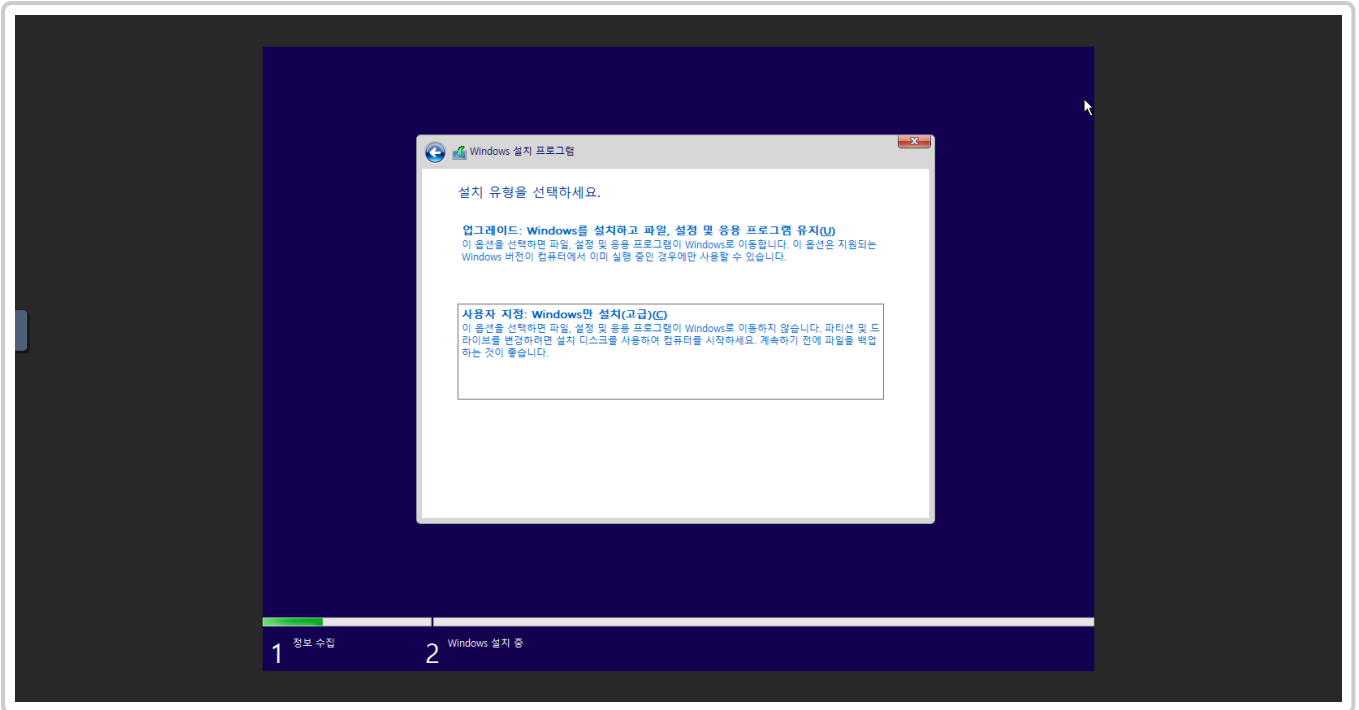 Windows 설치 프로그램
설치 유형을 선택하세요.
업그레이드: Windows를 설치하고 파일, 설정 및 응용 프로그램 유지(U)
이 옵션을 선택하면 파일, 설정 및 응용 프로그램이 Windows로 이동합니다. 이 옵션은 지원되는
Windows 버전이 컴퓨터에서 이미 실행 중인 경우에만 사용할 수 있습니다.
사용자 지정: Windows만 설치(고급)(C)
이 옵션을 선택하면 파일, 설정 및 응용 프로그램이 Windows로 이동하지 않습니다. 파티션 및 드
라이브를 변경하려면 설치 디스크를 사용하여 컴퓨터를 시작하세요. 계속하기 전에 파일을 백업
하는 것이 좋습니다.
1 정보 수집
2 Windows 설치 중